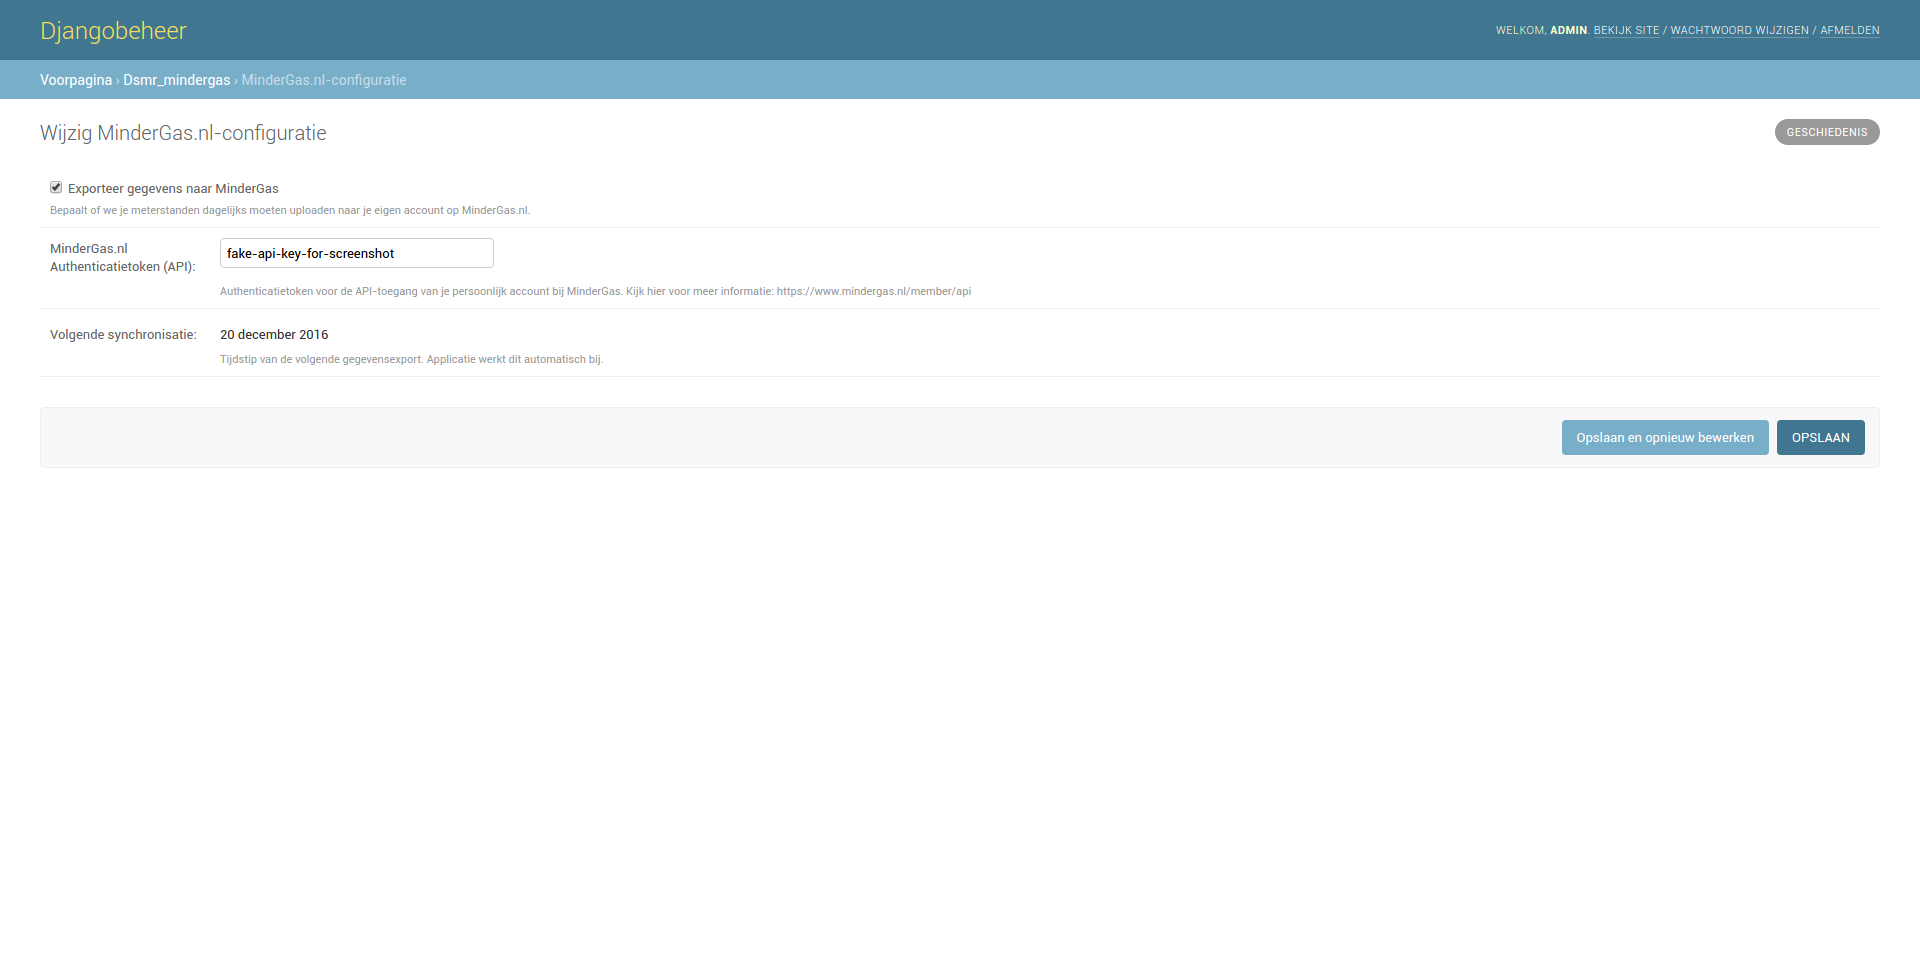 Djangobeheer
WELKOM, ADMIN. BEKIJK SITE / WACHTWOORD WIJZIGEN / AFMELDEN
Voorpagina › Dsmr_mindergas › MinderGas.nl-configuratie
Wijzig MinderGas.nl-configuratie
GESCHIEDENIS
Exporteer gegevens naar MinderGas
Bepaalt of we je meterstanden dagelijks moeten uploaden naar je eigen account op MinderGas.nl.
MinderGas.nl
Authenticatietoken (API):
fake-api-key-for-screenshot
Authenticatietoken voor de API-toegang van je persoonlijk account bij MinderGas. Kijk hier voor meer informatie: https://www.mindergas.nl/member/api
Volgende synchronisatie:
20 december 2016
Tijdstip van de volgende gegevensexport. Applicatie werkt dit automatisch bij.
Opslaan en opnieuw bewerken
OPSLAAN